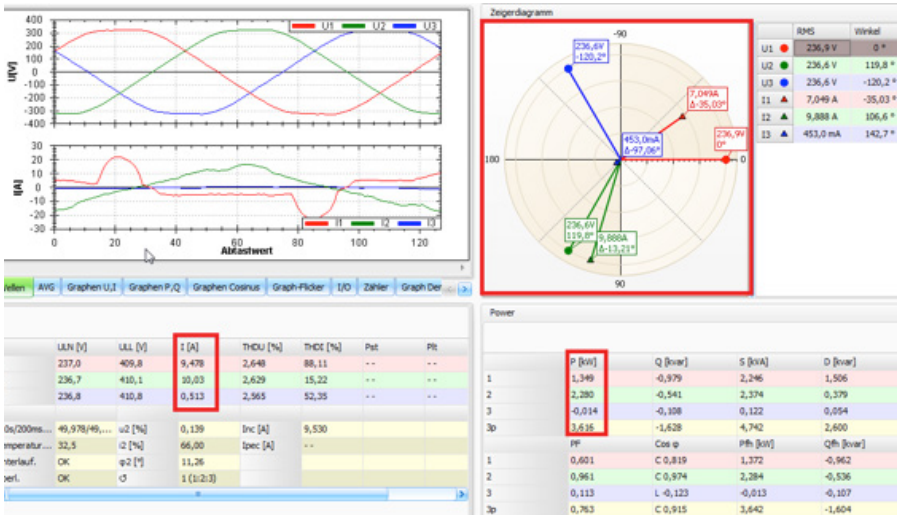 Zeigerdiagramm
400
300
200
100
0
-100
-200
-300
-400
U[V]
U1 U2 U3
30
20
10
0
-10
-20
-30
I[A]
I1 I2 I3
0 20 40 60 80 100 120
Abtastwert
-90
236,6V
-120,2°
7,049A
Δ-35,03°
236,9V
0°
453,0mA
Δ-97,06°
180
0
236,6V
119,8°
9,888A
Δ-13,21°
90
RMS Winkel
U1 236,9 V 0 °
U2 236,6 V 119,8 °
U3 236,6 V -120,2 °
I1 7,049 A -35,03 °
I2 9,888 A 106,6 °
I3 453,0 mA 142,7 °
AVG Graphen U,I Graphen P,Q Graphen Cosinus Graph-Flicker I/O Zähler Graph Der
ULN [V] ULL [V] I [A] THDU [%] THDI [%] Pst Plt
237,0 409,8 9,478 2,648 88,11 -- --
236,7 410,1 10,03 2,629 15,22 -- --
236,8 410,8 0,513 2,565 52,35 -- --
0s/200ms... 49,978/49,... u2 [%] 0,139 Inc [A] 9,530
emperatur... 32,5 i2 [%] 66,00 Ipec [A] --
nterlauf. OK φ2 [°] 11,26
berl. OK ↺ 1 (1:2:3)
Power
P [kW] Q [kvar] S [kVA] D [kvar]
1 1,349 -0,979 2,246 1,506
2 2,280 -0,541 2,374 0,379
3 -0,014 -0,108 0,122 0,054
3p 3,616 -1,628 4,742 2,600
PF Cos φ Pfh [kW] Qfh [kvar]
1 0,601 C 0,819 1,372 -0,962
2 0,961 C 0,974 2,284 -0,536
3 0,113 L -0,123 -0,013 -0,107
3p 0,763 C 0,915 3,642 -1,604